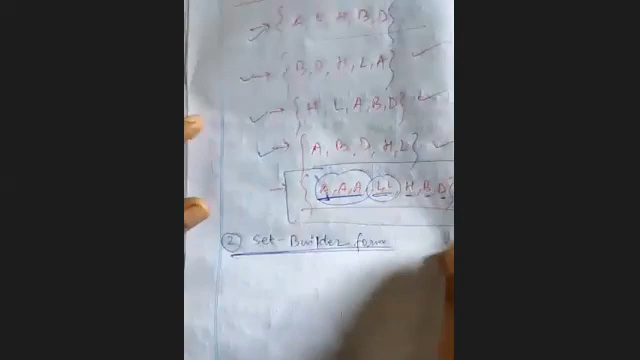 → { A, L, H, B, D}
→ { B, D, H, L, A}
→ { H, L, A, B, D}
→ { A, B, D, H, L}
→ { A, A, A, L, L, H, B, D}
② Set-Builder form